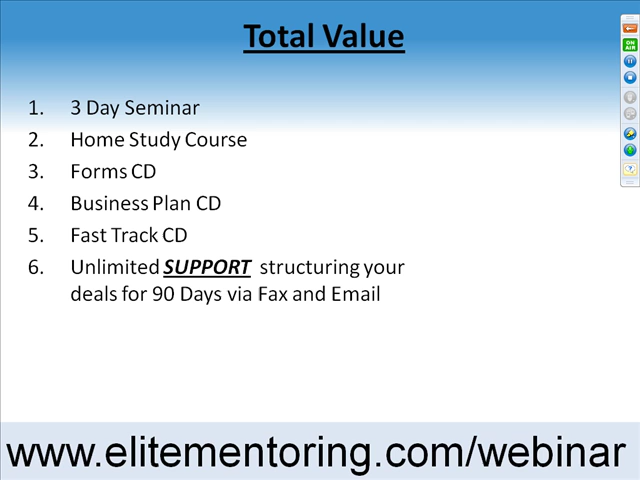 Total Value
1. 3 Day Seminar
2. Home Study Course
3. Forms CD
4. Business Plan CD
5. Fast Track CD
6. Unlimited SUPPORT structuring your
deals for 90 Days via Fax and Email
www.elitementoring.com/webinar
ON
AIR